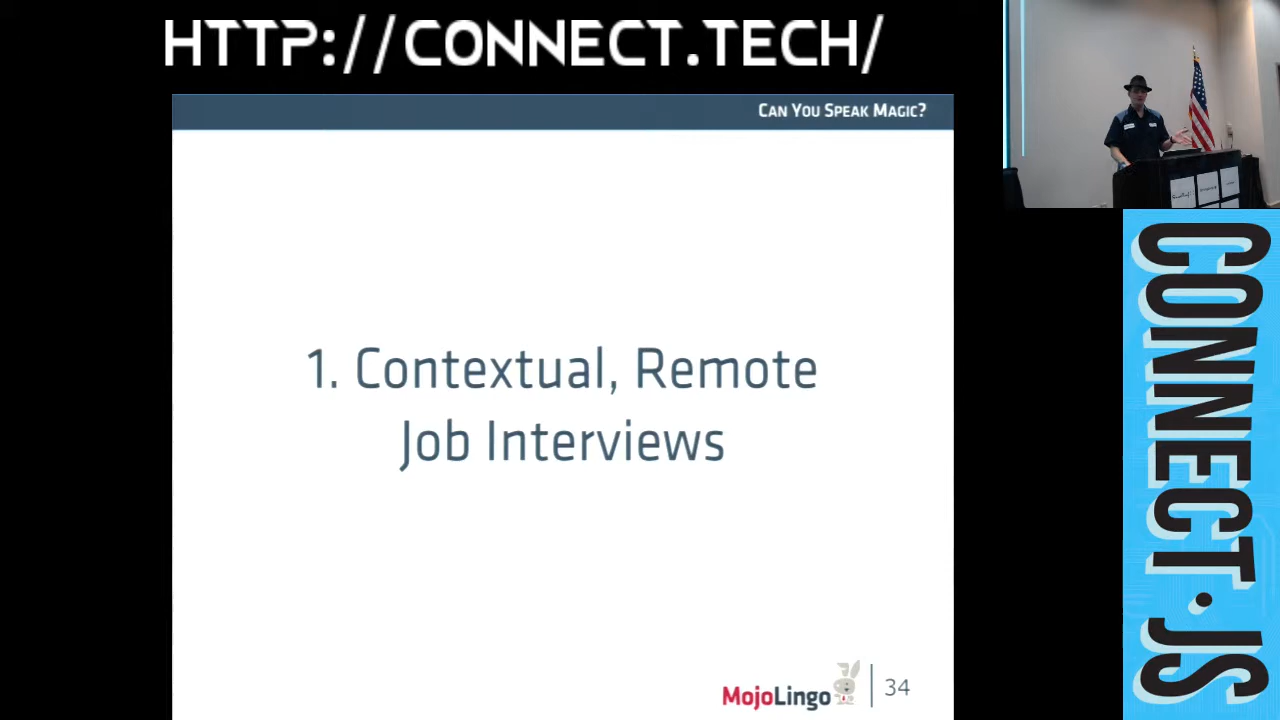 HTTP://CONNECT.TECH/
CAN YOU SPEAK MAGIC?
1. Contextual, Remote
Job Interviews
MojoLingo
34
CONNECT.JS